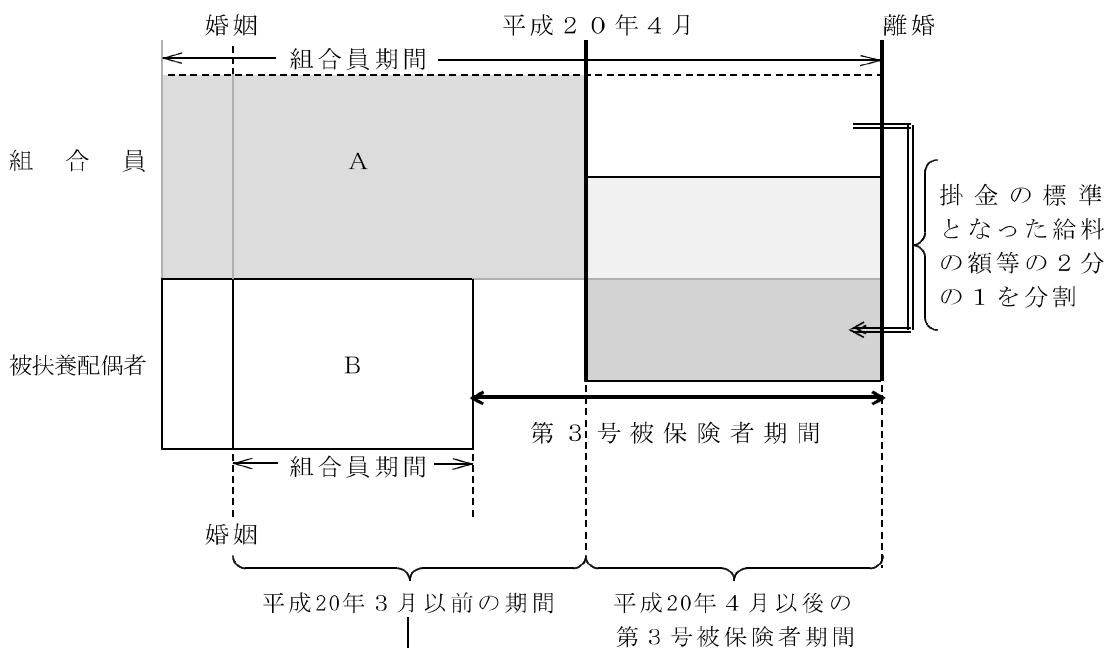 婚姻
平成２０年４月
離婚
組合員期間
組合員
A
掛金の標準
となった給料
の額等の２分
の１を分割
被扶養配偶者
B
第３号被保険者期間
組合員期間
婚姻
平成20年３月以前の期間
平成20年４月以後の
第３号被保険者期間